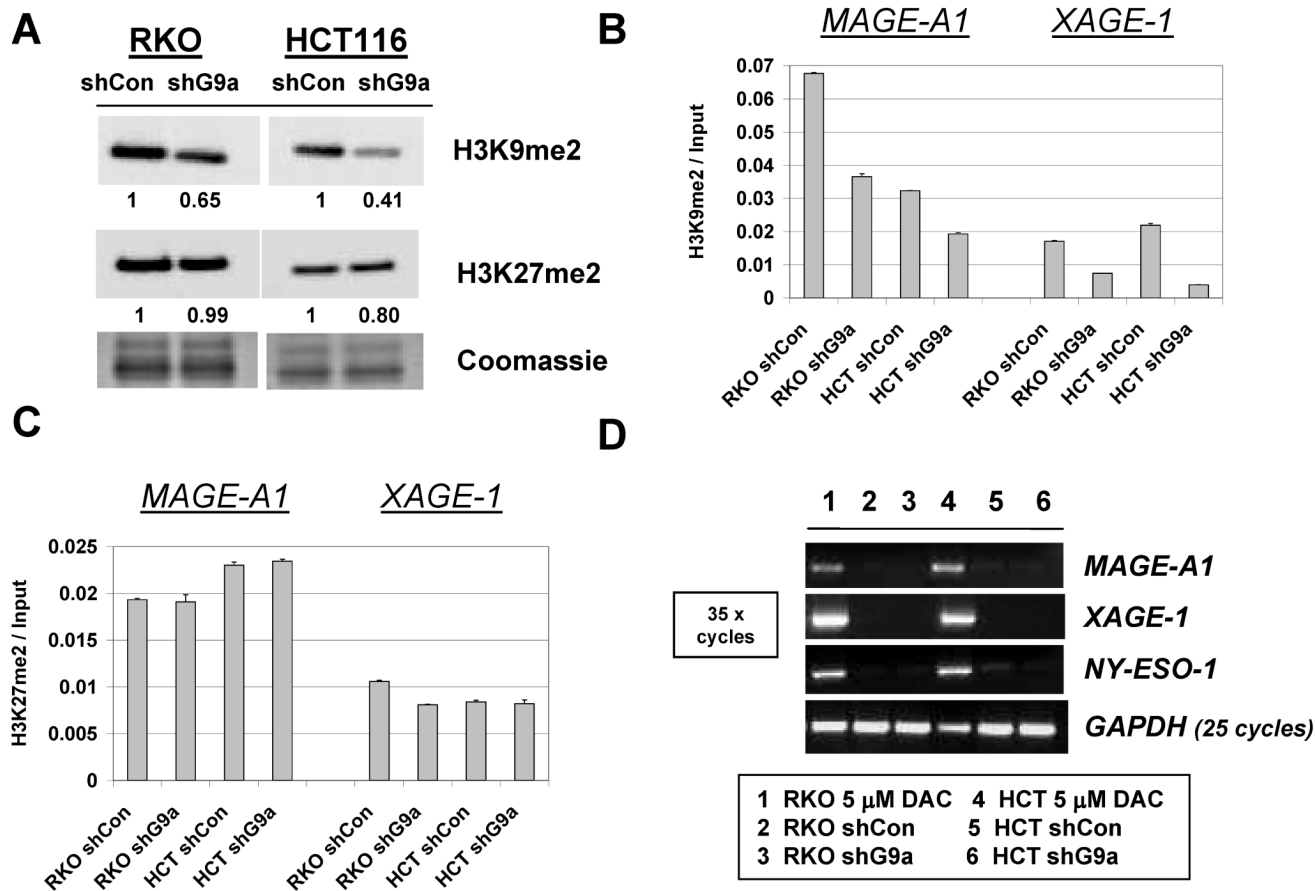 A
RKO HCT116
shCon shG9a shCon shG9a
H3K9me2
1 0.65 1 0.41
H3K27me2
1 0.99 1 0.80
Coomassie
B
MAGE-A1 XAGE-1
H3K9me2 / Input
0.07
0.06
0.05
0.04
0.03
0.02
0.01
0
RKO shCon
RKO shG9a
HCT shCon
HCT shG9a
RKO shCon
RKO shG9a
HCT shCon
HCT shG9a
C
MAGE-A1 XAGE-1
H3K27me2 / Input
0.025
0.02
0.015
0.01
0.005
0
RKO shCon
RKO shG9a
HCT shCon
HCT shG9a
RKO shCon
RKO shG9a
HCT shCon
HCT shG9a
D
1 2 3 4 5 6
MAGE-A1
35 x
cycles
XAGE-1
NY-ESO-1
GAPDH (25 cycles)
1 RKO 5 μM DAC 4 HCT 5 μM DAC
2 RKO shCon 5 HCT shCon
3 RKO shG9a 6 HCT shG9a